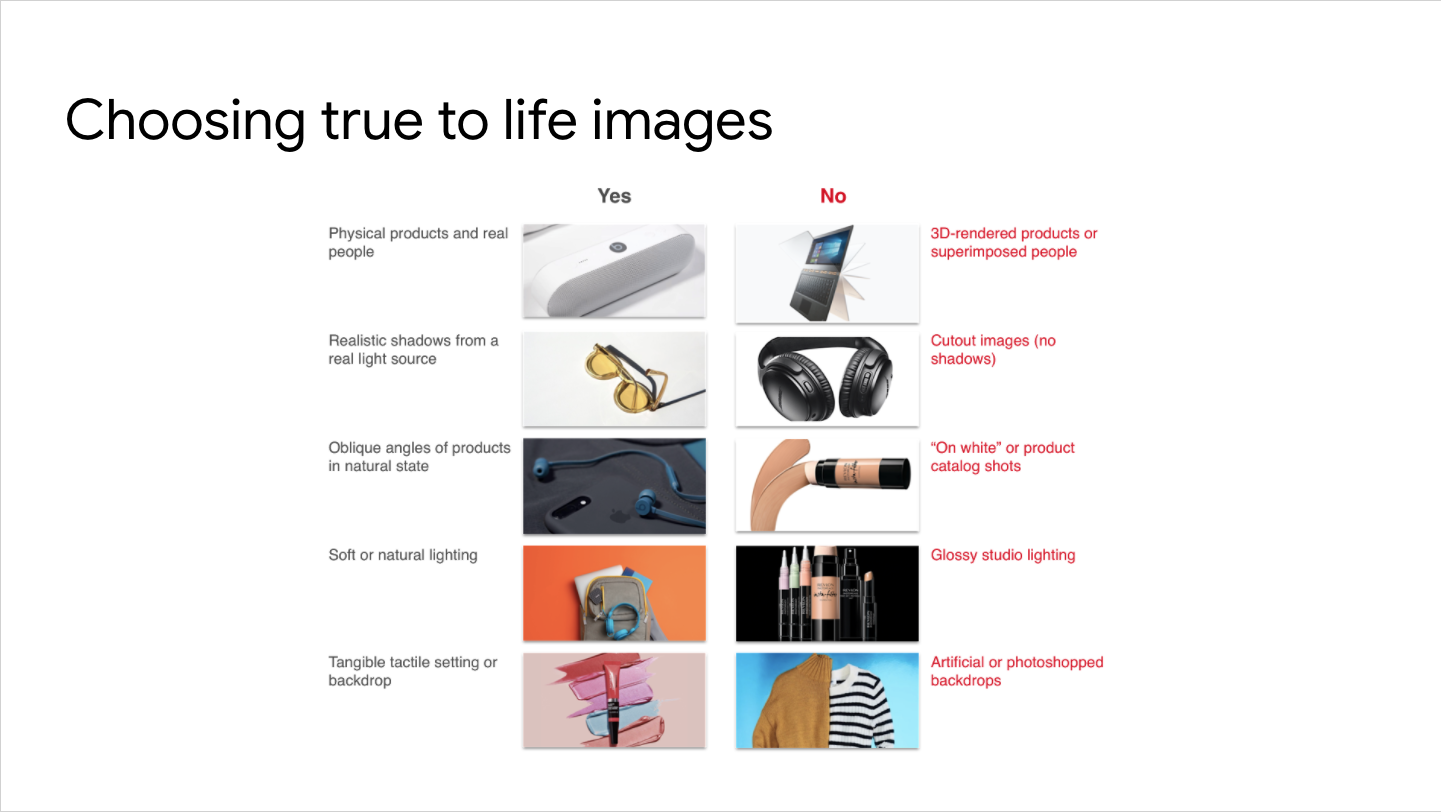 Choosing true to life images
Yes
No
Physical products and real
people
3D-rendered products or
superimposed people
Realistic shadows from a
real light source
Cutout images (no
shadows)
Oblique angles of products
in natural state
“On white” or product
catalog shots
Soft or natural lighting
Glossy studio lighting
Tangible tactile setting or
backdrop
Artificial or photoshopped
backdrops